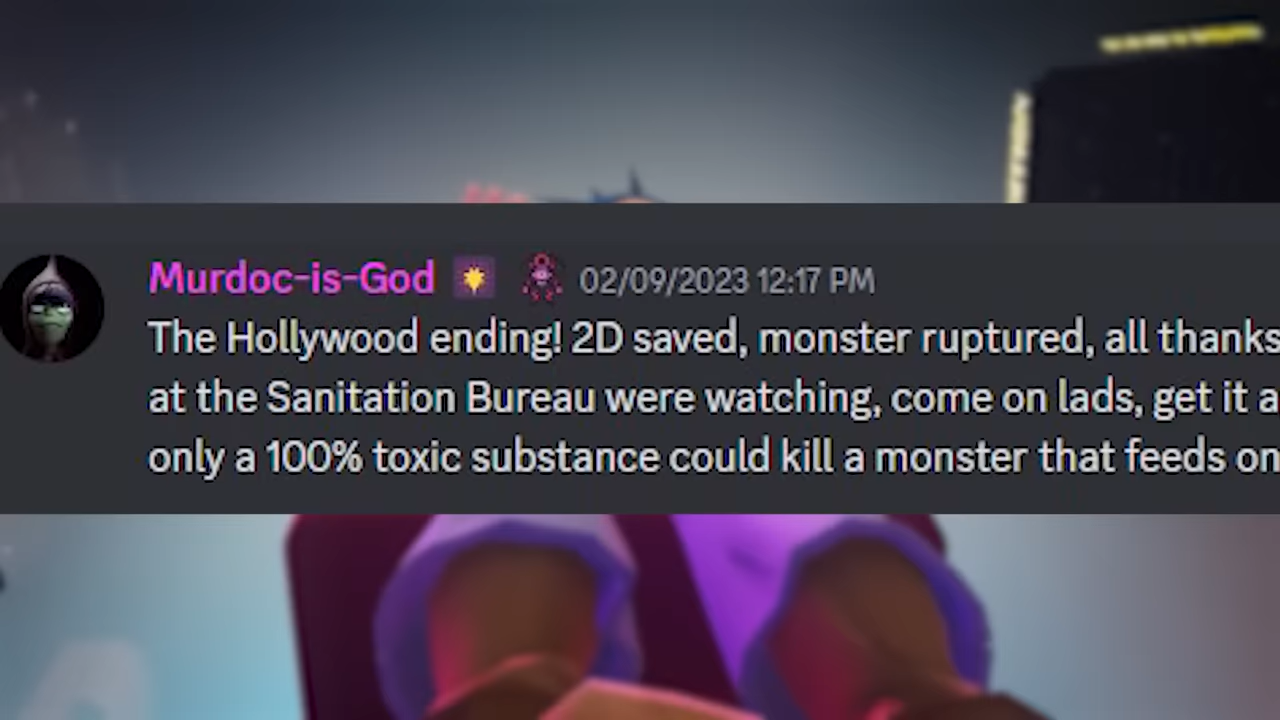 Murdoc-is-God 02/09/2023 12:17 PM
The Hollywood ending! 2D saved, monster ruptured, all thanks
at the Sanitation Bureau were watching, come on lads, get it a
only a 100% toxic substance could kill a monster that feeds on